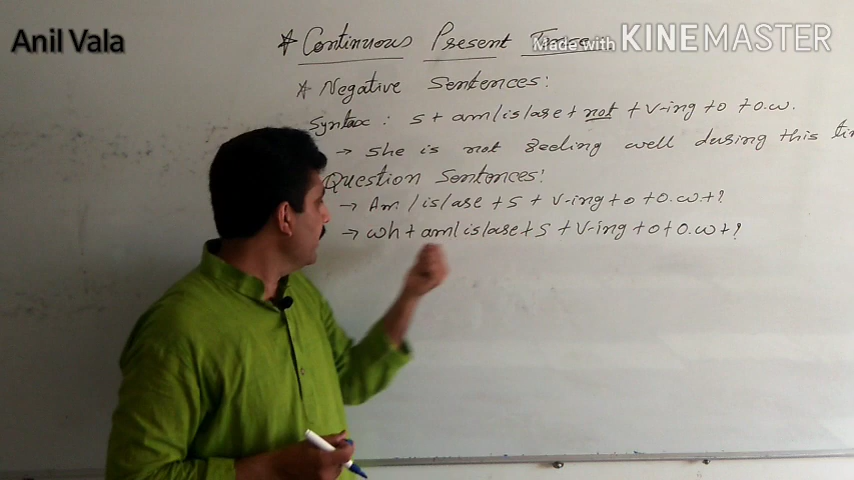 Anil Vala
Made with KINEMASTER
* Continuous Present Tense
* Negative Sentences:
Syntax: S + am/is/are + not + V-ing + O + O.W.
→ She is not feeling well during this tim
Question Sentences:
→ Am/is/are + S + V-ing + O + O.W + ?
→ Wh + am/is/are + S + V-ing + O + O.W + ?